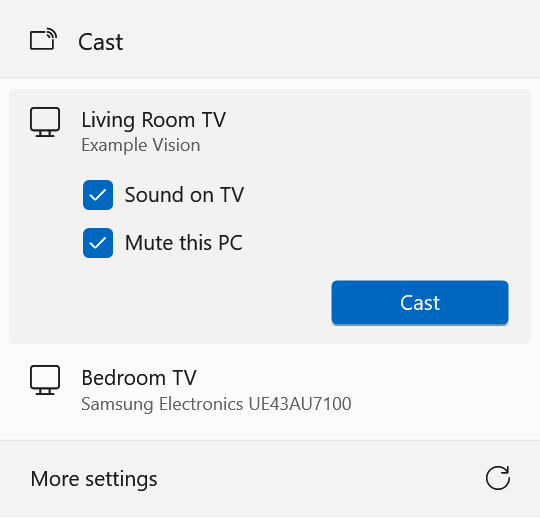 Cast
Living Room TV
Example Vision
Sound on TV
Mute this PC
Cast
Bedroom TV
Samsung Electronics UE43AU7100
More settings